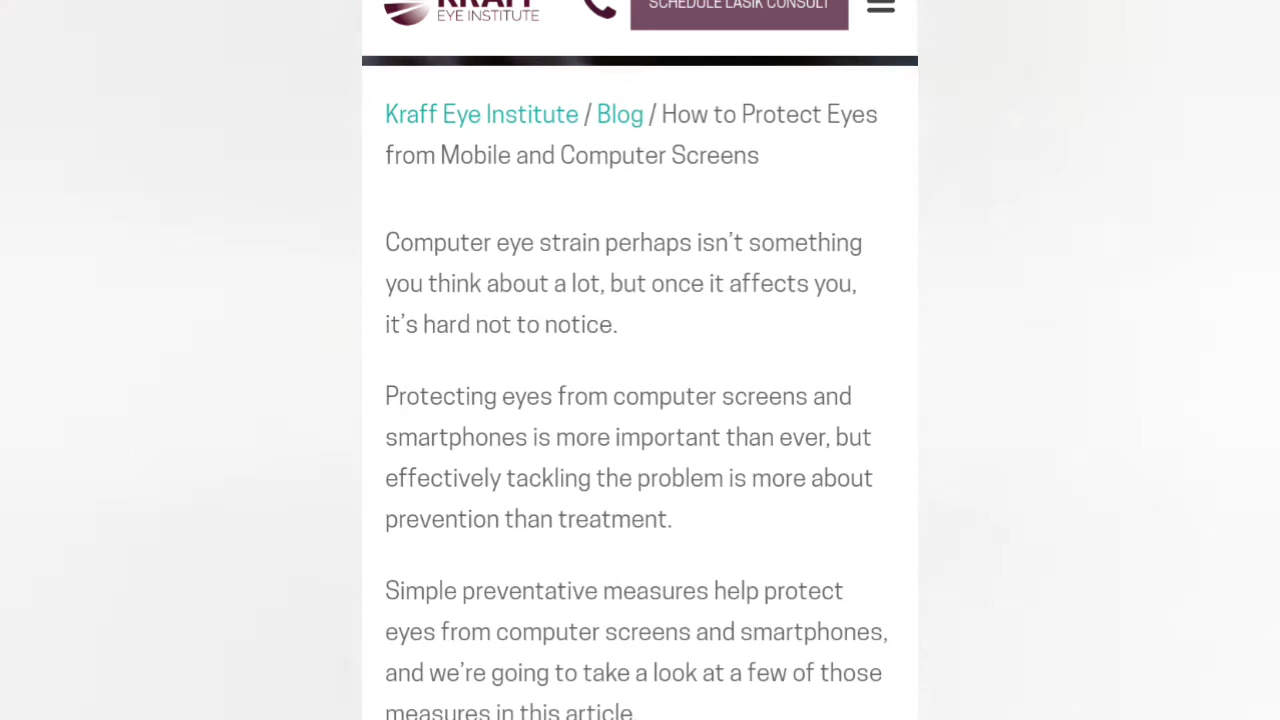 KRAFF
EYE INSTITUTE
SCHEDULE LASIK CONSULT
Kraff Eye Institute / Blog / How to Protect Eyes
from Mobile and Computer Screens
Computer eye strain perhaps isn’t something
you think about a lot, but once it affects you,
it’s hard not to notice.
Protecting eyes from computer screens and
smartphones is more important than ever, but
effectively tackling the problem is more about
prevention than treatment.
Simple preventative measures help protect
eyes from computer screens and smartphones,
and we’re going to take a look at a few of those
measures in this article.